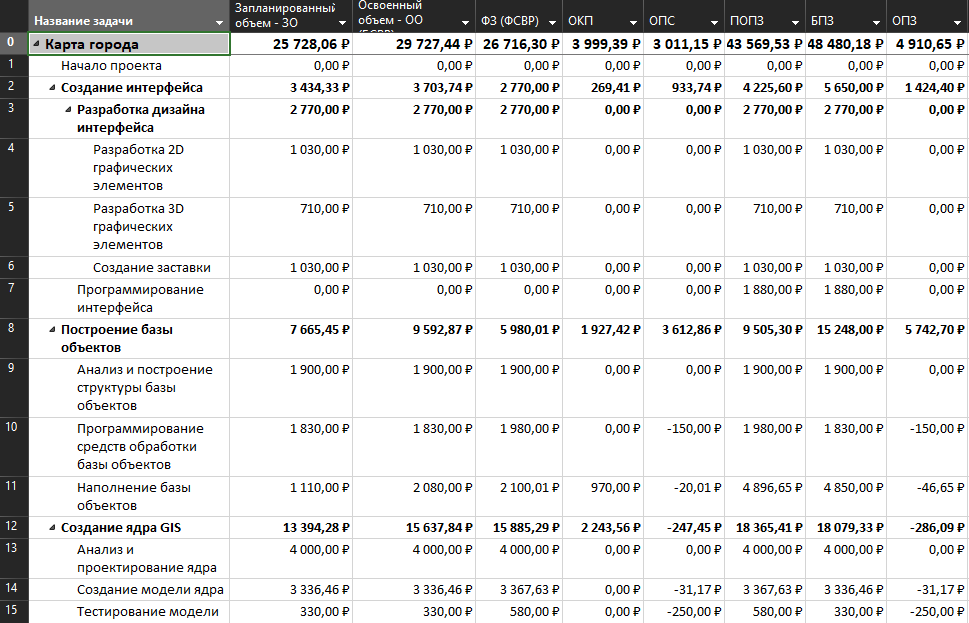 Название задачи Запланированный объем - ЗО Освоенный объем - ОО (БСВР) ФЗ (ФСВР) ОКП ОПС ПОПЗ БПЗ ОПЗ
0 Карта города 25 728,06 ₽ 29 727,44 ₽ 26 716,30 ₽ 3 999,39 ₽ 3 011,15 ₽ 43 569,53 ₽ 48 480,18 ₽ 4 910,65 ₽
1 Начало проекта 0,00 ₽ 0,00 ₽ 0,00 ₽ 0,00 ₽ 0,00 ₽ 0,00 ₽ 0,00 ₽ 0,00 ₽
2 Создание интерфейса 3 434,33 ₽ 3 703,74 ₽ 2 770,00 ₽ 269,41 ₽ 933,74 ₽ 4 225,60 ₽ 5 650,00 ₽ 1 424,40 ₽
3 Разработка дизайна 2 770,00 ₽ 2 770,00 ₽ 2 770,00 ₽ 0,00 ₽ 0,00 ₽ 2 770,00 ₽ 2 770,00 ₽ 0,00 ₽
интерфейса
4 Разработка 2D 1 030,00 ₽ 1 030,00 ₽ 1 030,00 ₽ 0,00 ₽ 0,00 ₽ 1 030,00 ₽ 1 030,00 ₽ 0,00 ₽
графических
элементов
5 Разработка 3D 710,00 ₽ 710,00 ₽ 710,00 ₽ 0,00 ₽ 0,00 ₽ 710,00 ₽ 710,00 ₽ 0,00 ₽
графических
элементов
6 Создание заставки 1 030,00 ₽ 1 030,00 ₽ 1 030,00 ₽ 0,00 ₽ 0,00 ₽ 1 030,00 ₽ 1 030,00 ₽ 0,00 ₽
7 Программирование 0,00 ₽ 0,00 ₽ 0,00 ₽ 0,00 ₽ 0,00 ₽ 1 880,00 ₽ 1 880,00 ₽ 0,00 ₽
интерфейса
8 Построение базы 7 665,45 ₽ 9 592,87 ₽ 5 980,01 ₽ 1 927,42 ₽ 3 612,86 ₽ 9 505,30 ₽ 15 248,00 ₽ 5 742,70 ₽
объектов
9 Анализ и построение 1 900,00 ₽ 1 900,00 ₽ 1 900,00 ₽ 0,00 ₽ 0,00 ₽ 1 900,00 ₽ 1 900,00 ₽ 0,00 ₽
структуры базы
объектов
10 Программирование 1 830,00 ₽ 1 830,00 ₽ 1 980,00 ₽ 0,00 ₽ -150,00 ₽ 1 980,00 ₽ 1 830,00 ₽ -150,00 ₽
средств обработки
базы объектов
11 Наполнение базы 1 110,00 ₽ 2 080,00 ₽ 2 100,01 ₽ 970,00 ₽ -20,01 ₽ 4 896,65 ₽ 4 850,00 ₽ -46,65 ₽
объектов
12 Создание ядра GIS 13 394,28 ₽ 15 637,84 ₽ 15 885,29 ₽ 2 243,56 ₽ -247,45 ₽ 18 365,41 ₽ 18 079,33 ₽ -286,09 ₽
13 Анализ и 4 000,00 ₽ 4 000,00 ₽ 4 000,00 ₽ 0,00 ₽ 0,00 ₽ 4 000,00 ₽ 4 000,00 ₽ 0,00 ₽
проектирование ядра
14 Создание модели ядра 3 336,46 ₽ 3 336,46 ₽ 3 367,63 ₽ 0,00 ₽ -31,17 ₽ 3 367,63 ₽ 3 336,46 ₽ -31,17 ₽
15 Тестирование модели 330,00 ₽ 330,00 ₽ 580,00 ₽ 0,00 ₽ -250,00 ₽ 580,00 ₽ 330,00 ₽ -250,00 ₽